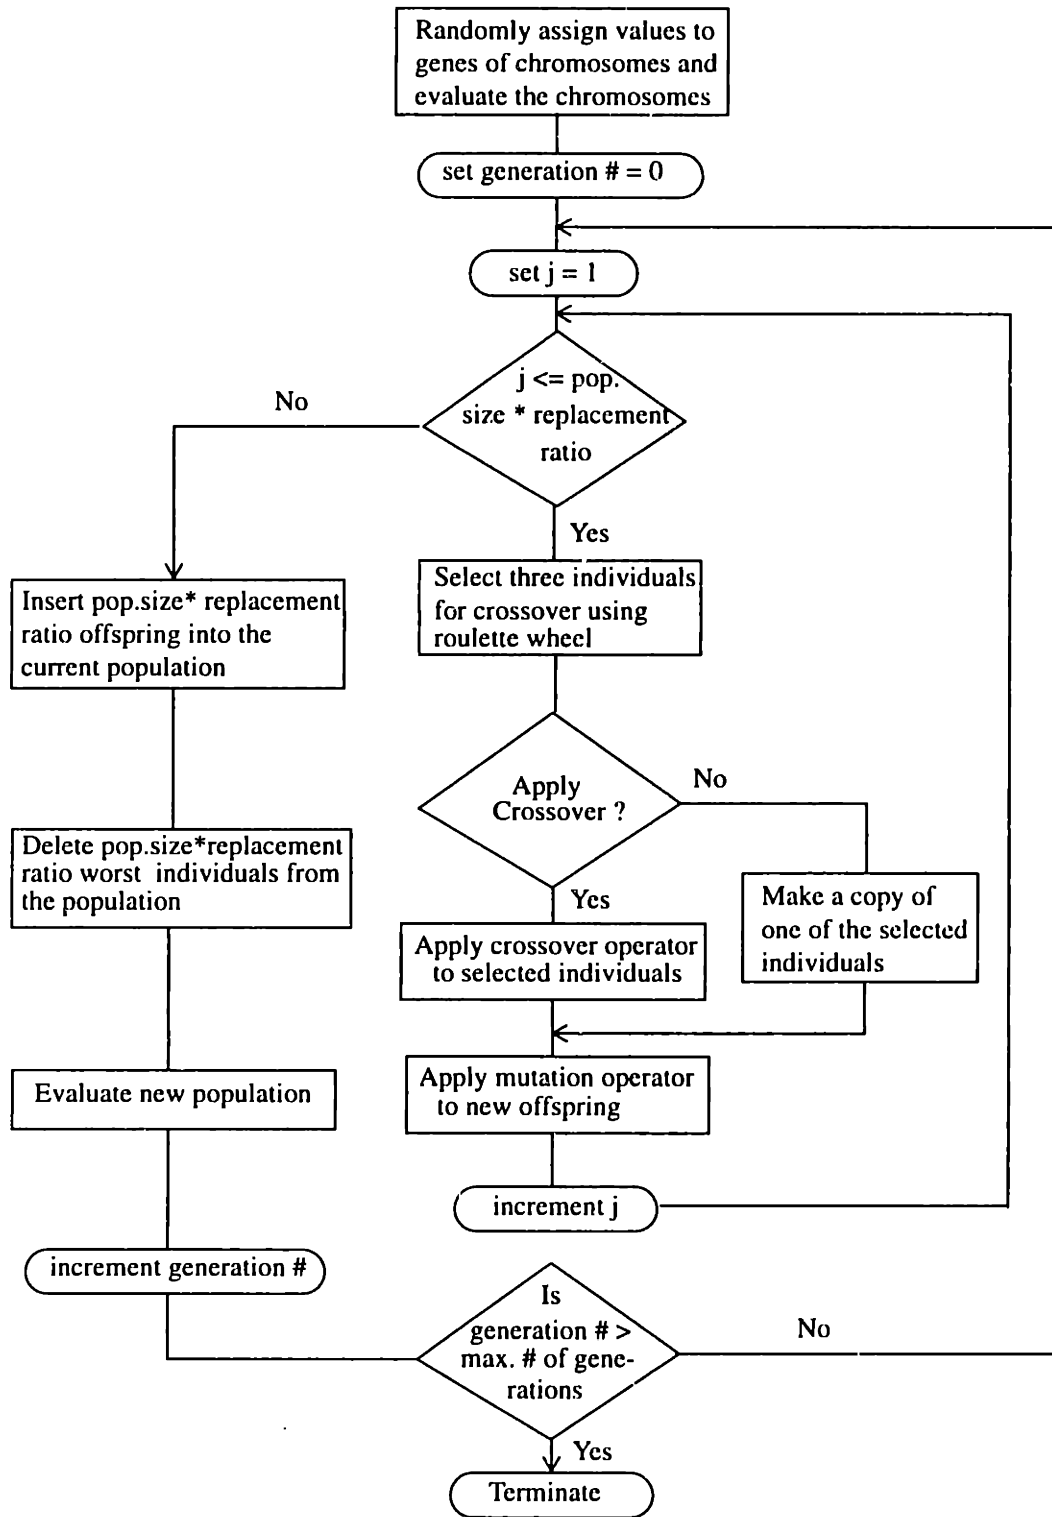 Randomly assign values to
genes of chromosomes and
evaluate the chromosomes
set generation # = 0
set j = 1
j <= pop.
size * replacement
ratio
No
Yes
Select three individuals
for crossover using
roulette wheel
Insert pop.size* replacement
ratio offspring into the
current population
Apply
Crossover ?
No
Yes
Delete pop.size*replacement
ratio worst individuals from
the population
Make a copy of
one of the selected
individuals
Apply crossover operator
to selected individuals
Evaluate new population
Apply mutation operator
to new offspring
increment j
increment generation #
Is
generation # >
max. # of gene-
rations
No
Yes
Terminate